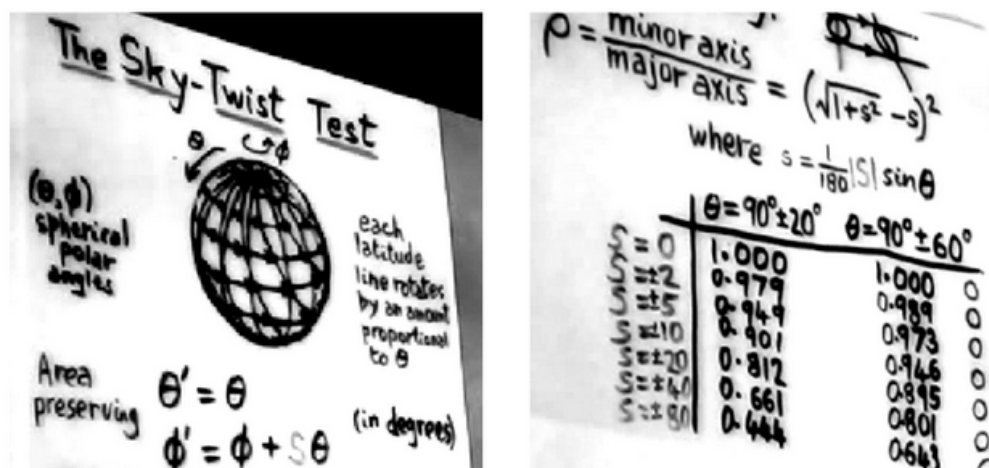 The Sky-Twist Test
θ
φ
(θ,φ)
spherical
polar
angles
each
latitude
line rotates
by an amount
proportional
to θ
Area
preserving
θ' = θ
φ' = φ + Sθ
(in degrees)
ρ = minor axis / major axis = (√1+s² - s)²
where s = 1/180 |S| sinθ
θ = 90° ± 20° θ = 90° ± 60°
S = 0 1.000 1.000
S = ±2 0.979 0.989
S = ±5 0.949 0.973
S = ±10 0.901 0.946
S = ±20 0.812 0.895
S = ±40 0.661 0.801
S = ±80 0.444 0.643